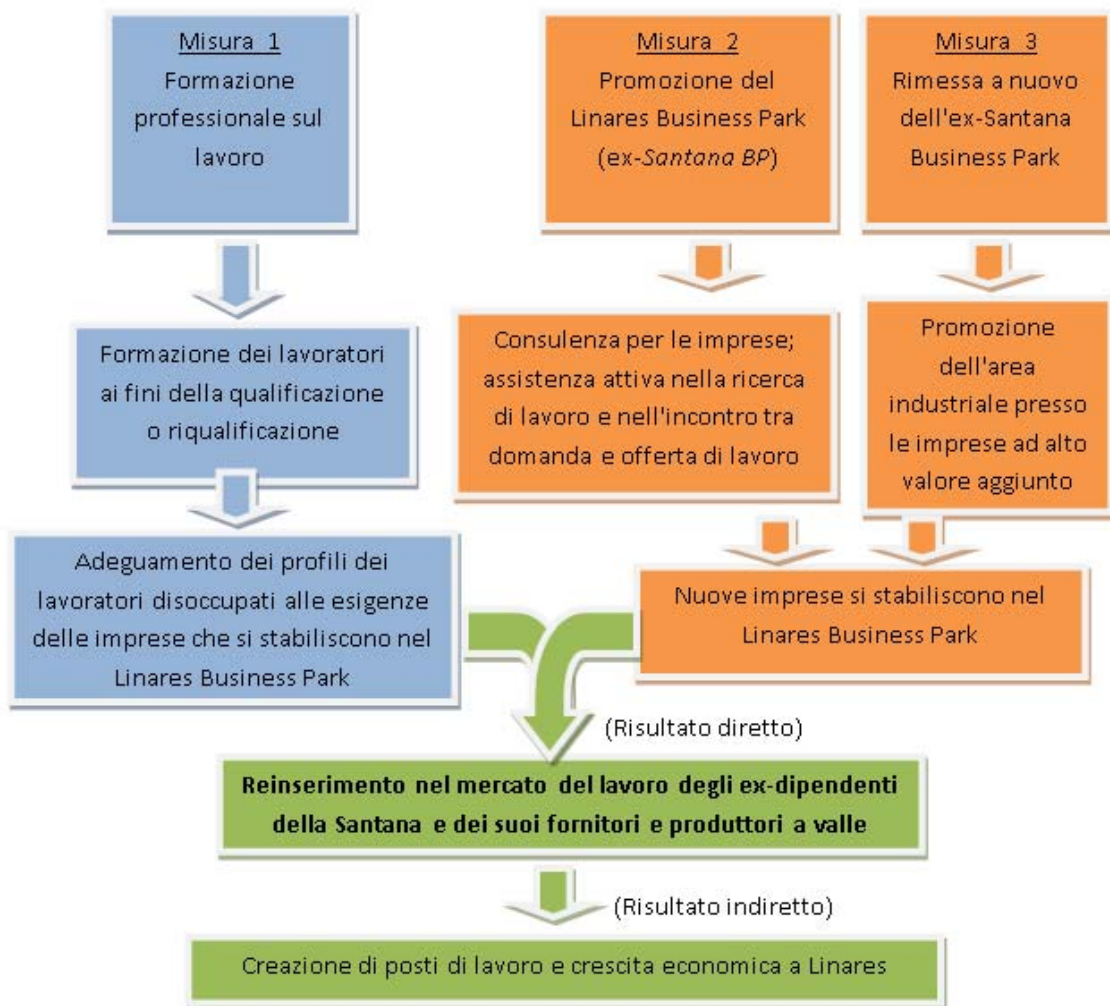 Misura 1
Formazione
professionale sul
lavoro
Misura 2
Promozione del
Linares Business Park
(ex-Santana BP)
Misura 3
Rimessa a nuovo
dell'ex-Santana
Business Park
Formazione dei lavoratori
ai fini della qualificazione
o riqualificazione
Consulenza per le imprese;
assistenza attiva nella ricerca
di lavoro e nell'incontro tra
domanda e offerta di lavoro
Promozione
dell'area
industriale presso
le imprese ad alto
valore aggiunto
Adeguamento dei profili dei
lavoratori disoccupati alle esigenze
delle imprese che si stabiliscono nel
Linares Business Park
Nuove imprese si stabiliscono nel
Linares Business Park
(Risultato diretto)
Reinserimento nel mercato del lavoro degli ex-dipendenti
della Santana e dei suoi fornitori e produttori a valle
(Risultato indiretto)
Creazione di posti di lavoro e crescita economica a Linares